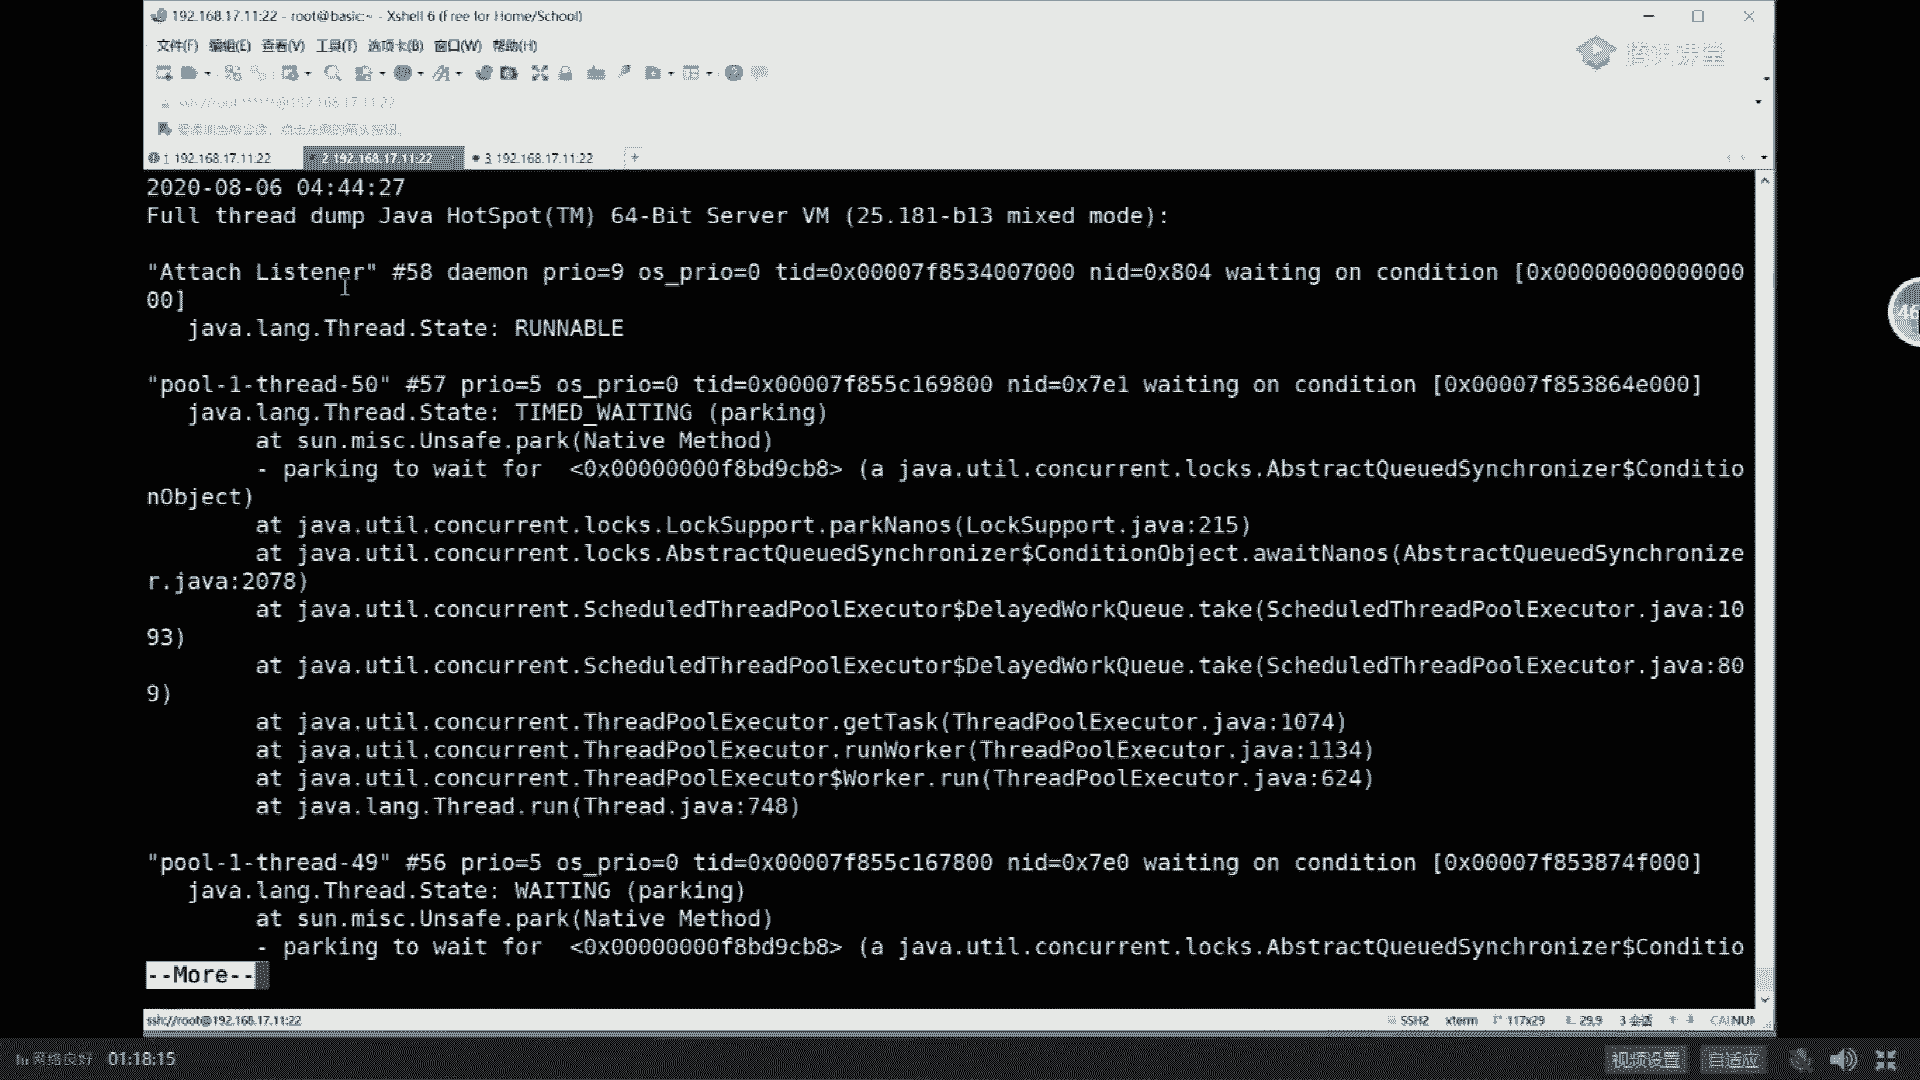 192.168.17.11:22 - root@basic:~ - Xshell 6 (Free for Home/School)
文件(F) 编辑(E) 查看(V) 工具(T) 选项卡(B) 窗口(W) 帮助(H)
1 192.168.17.11:22 2 192.168.17.11:22 3 192.168.17.11:22 +
2020-08-06 04:44:27
Full thread dump Java HotSpot(TM) 64-Bit Server VM (25.181-b13 mixed mode):
"Attach Listener" #58 daemon prio=9 os_prio=0 tid=0x00007f8534007000 nid=0x804 waiting on condition [0x00000000000000
00]
java.lang.Thread.State: RUNNABLE
"pool-1-thread-50" #57 prio=5 os_prio=0 tid=0x00007f855c169800 nid=0x7e1 waiting on condition [0x00007f853864e000]
java.lang.Thread.State: TIMED_WAITING (parking)
at sun.misc.Unsafe.park(Native Method)
- parking to wait for <0x00000000f8bd9cb8> (a java.util.concurrent.locks.AbstractQueuedSynchronizer$Conditio
nObject)
at java.util.concurrent.locks.LockSupport.parkNanos(LockSupport.java:215)
at java.util.concurrent.locks.AbstractQueuedSynchronizer$ConditionObject.awaitNanos(AbstractQueuedSynchronize
r.java:2078)
at java.util.concurrent.ScheduledThreadPoolExecutor$DelayedWorkQueue.take(ScheduledThreadPoolExecutor.java:10
93)
at java.util.concurrent.ScheduledThreadPoolExecutor$DelayedWorkQueue.take(ScheduledThreadPoolExecutor.java:80
9)
at java.util.concurrent.ThreadPoolExecutor.getTask(ThreadPoolExecutor.java:1074)
at java.util.concurrent.ThreadPoolExecutor.runWorker(ThreadPoolExecutor.java:1134)
at java.util.concurrent.ThreadPoolExecutor$Worker.run(ThreadPoolExecutor.java:624)
at java.lang.Thread.run(Thread.java:748)
"pool-1-thread-49" #56 prio=5 os_prio=0 tid=0x00007f855c167800 nid=0x7e0 waiting on condition [0x00007f853874f000]
java.lang.Thread.State: WAITING (parking)
at sun.misc.Unsafe.park(Native Method)
- parking to wait for <0x00000000f8bd9cb8> (a java.util.concurrent.locks.AbstractQueuedSynchronizer$Conditio
--More--
ssh://root@192.168.17.11:22 SSH2 xterm 117x29 29,9 3 会话 NUM
46
网络良好 01:18:15 视频设置 自适应